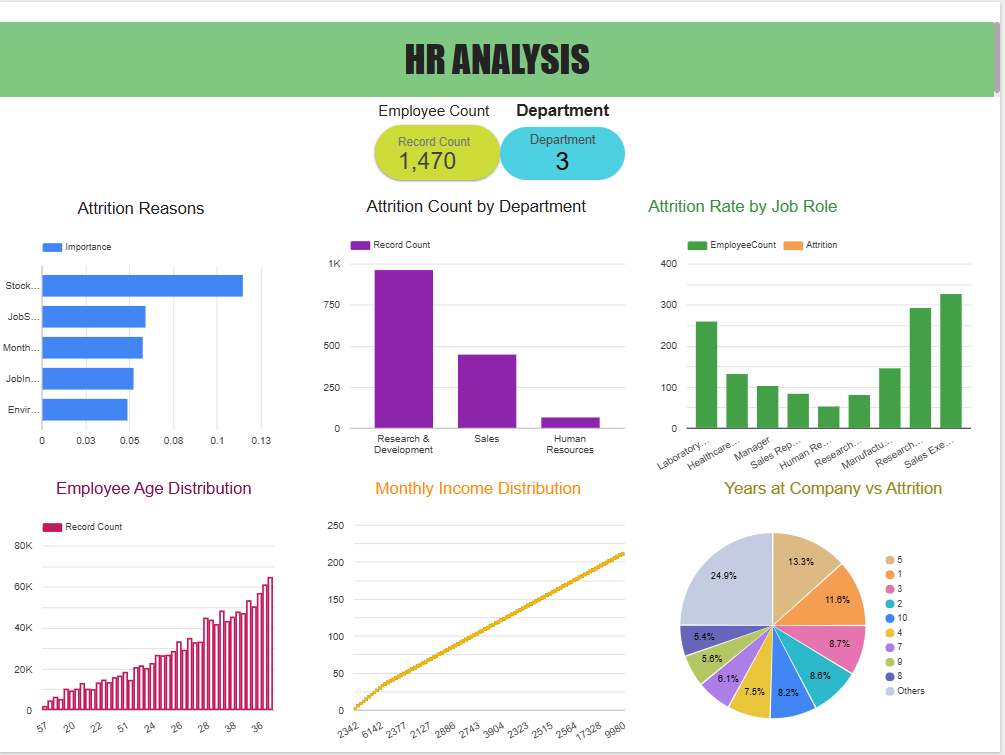 HR ANALYSIS
Employee Count
Department
Record Count
1,470
Department
3
Attrition Reasons
Importance
Stock...
JobS...
Month...
JobIn...
Envir...
0 0.03 0.05 0.08 0.1 0.13
Attrition Count by Department
Record Count
1K
750
500
250
0
Research & Development
Sales
Human Resources
Attrition Rate by Job Role
EmployeeCount Attrition
400
300
200
100
0
Laboratory...
Healthcare...
Manager
Sales Rep...
Human Re...
Research...
Manufactu...
Research...
Sales Exe...
Employee Age Distribution
Record Count
80K
60K
40K
20K
0
57 20 22 51 24 26 28 38 36
Monthly Income Distribution
250
200
150
100
50
0
2342 6142 2377 2127 2886 2743 3904 2323 2515 2564 17328 9980
Years at Company vs Attrition
13.3%
11.6%
8.7%
8.6%
8.2%
7.5%
6.1%
5.6%
5.4%
24.9%
5
1
3
2
10
4
7
9
8
Others